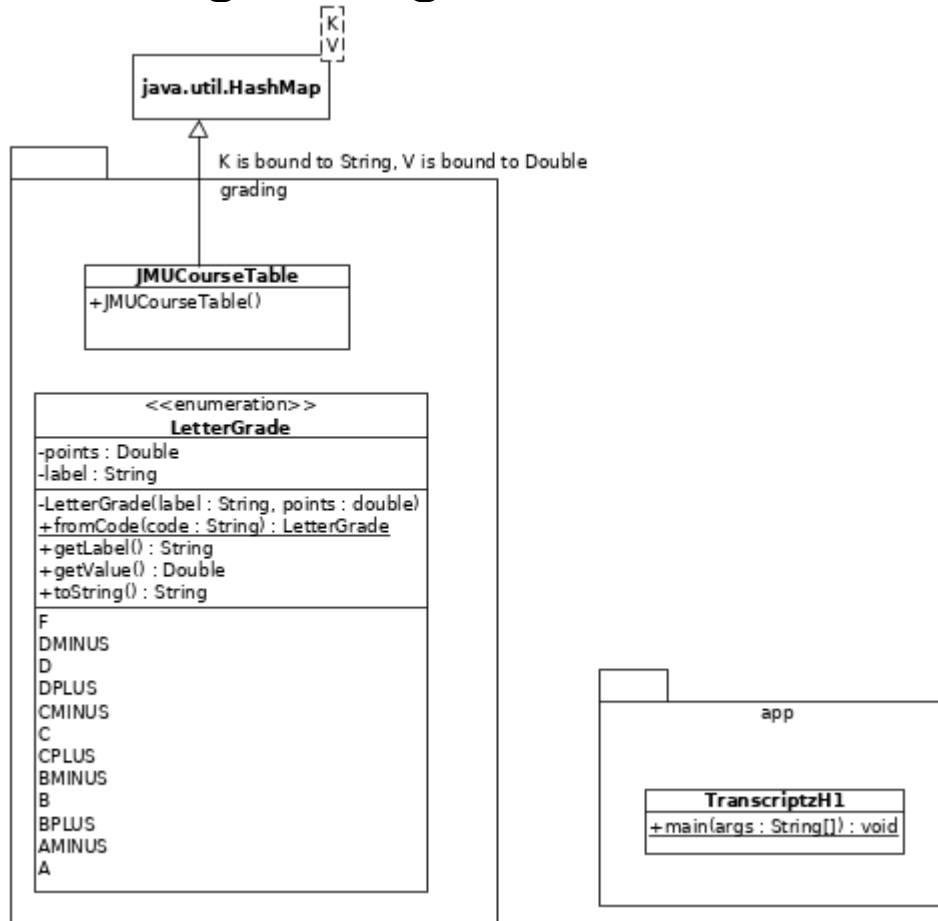 K
V
java.util.HashMap
K is bound to String, V is bound to Double
grading
JMUCourseTable
+JMUCourseTable()
<<enumeration>>
LetterGrade
-points : Double
-label : String
-LetterGrade(label : String, points : double)
+fromCode(code : String) : LetterGrade
+getLabel() : String
+getValue() : Double
+toString() : String
F
DMINUS
D
DPLUS
CMINUS
C
CPLUS
BMINUS
B
BPLUS
AMINUS
A
app
TranscriptzH1
+main(args : String[]) : void